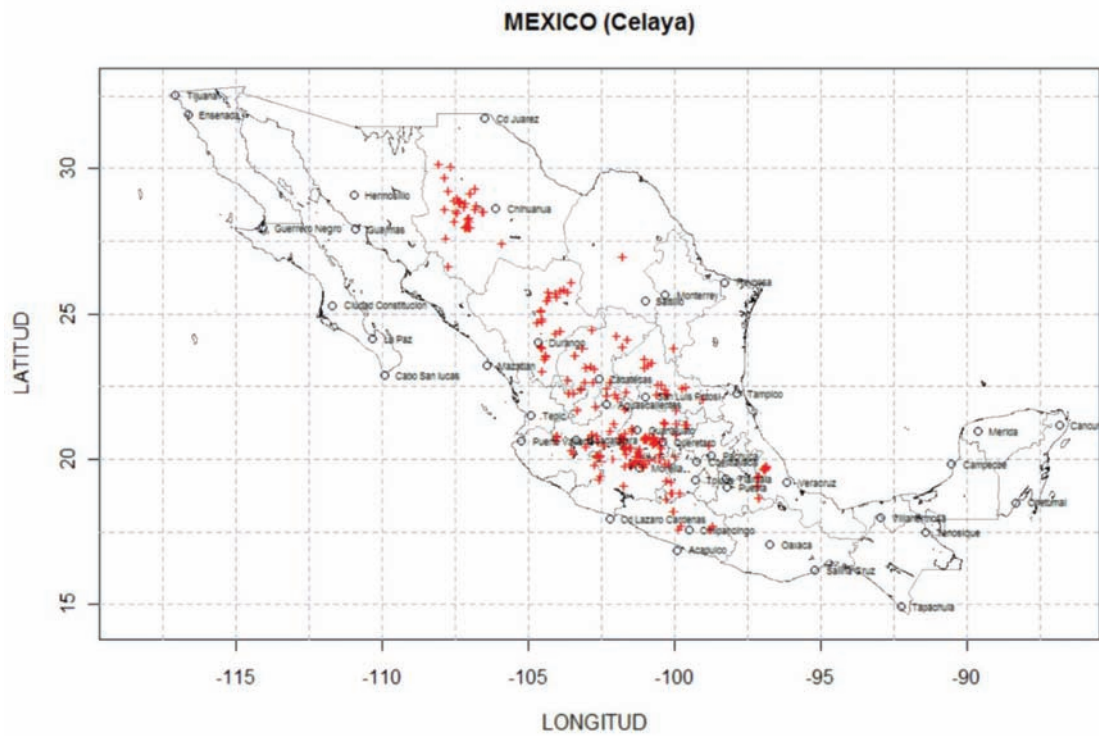 MEXICO (Celaya)
Tijuana
Ensenada
Cd Juarez
30
Hermosillo
Chihuahua
Guerrero Negro
Guaymas
25
Ciudad Constitucion
Monterrey
Saltillo
La Paz
Durango
Cabo San lucas
Mazatlan
Zacatecas
San Luis Potosi
Tampico
Aguascalientes
Tepic
Merida
Cancun
Queretaro
20
Pachuca
Morelia
Campeche
Puebla
Veracruz
Chetumal
Cd Lazaro Cardenas
Villahermosa
Chilpancingo
Tenosique
Acapulco
Oaxaca
Salina Cruz
15
Tapachula
LATITUD
-115
-110
-105
-100
-95
-90
LONGITUD